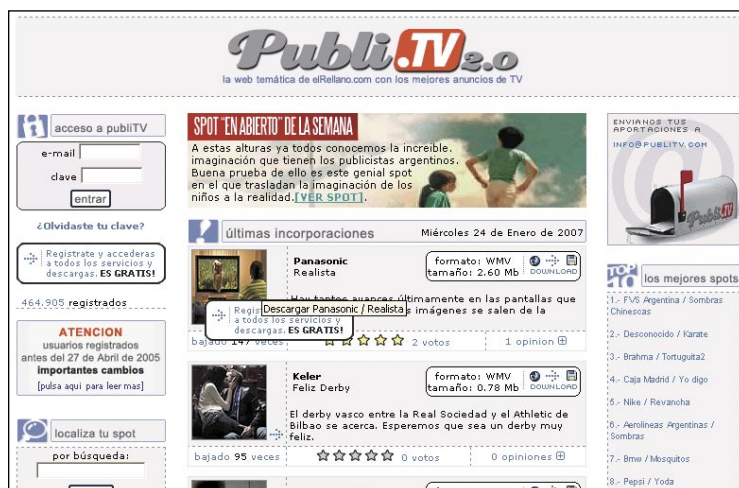 Publi.TV 2.0
la web temática de elRellano.com con los mejores anuncios de TV
acceso a publiTV
e-mail
clave
entrar
¿Olvidaste tu clave?
Registrate y accederas
a todos los servicios y
descargas. ES GRATIS!
464.905 registrados
ATENCION
usuarios registrados
antes del 27 de Abril de 2005
importantes cambios
[pulsa aqui para leer mas]
localiza tu spot
por búsqueda:
SPOT "EN ABIERTO" DE LA SEMANA
A estas alturas ya todos conocemos la increible.
imaginación que tienen los publicistas argentinos.
Buena prueba de ello es este genial spot
en el que trasladan la imaginación de los
niños a la realidad.[VER SPOT].
últimas incorporaciones
Miércoles 24 de Enero de 2007
Panasonic
Realista
formato: WMV
tamaño: 2.60 Mb
DOWNLOAD
Hay tantos avances últimamente en las pantallas que
s imágenes se salen de la
Regis
Descargar Panasonic / Realista
a todos los servicios y
descargas. ES GRATIS!
bajado 147 veces
2 votos
1 opinion
Keler
Feliz Derby
formato: WMV
tamaño: 0.78 Mb
DOWNLOAD
El derby vasco entre la Real Sociedad y el Athletic de
Bilbao se acerca. Esperemos que sea un derby muy
feliz.
bajado 95 veces
0 votos
0 opiniones
ENVIANOS TUS
APORTACIONES A
INFO@PUBLITV.COM
PubliTV
TOP 10
los mejores spots
1.- FVS Argentina / Sombras
Chinescas
2.- Desconocido / Karate
3.- Brahma / Tortuguita2
4.- Caja Madrid / Yo digo
5.- Nike / Revancha
6.- Aerolineas Argentinas /
Sombras
7.- Bmw / Mosquitos
8.- Pepsi / Yoda